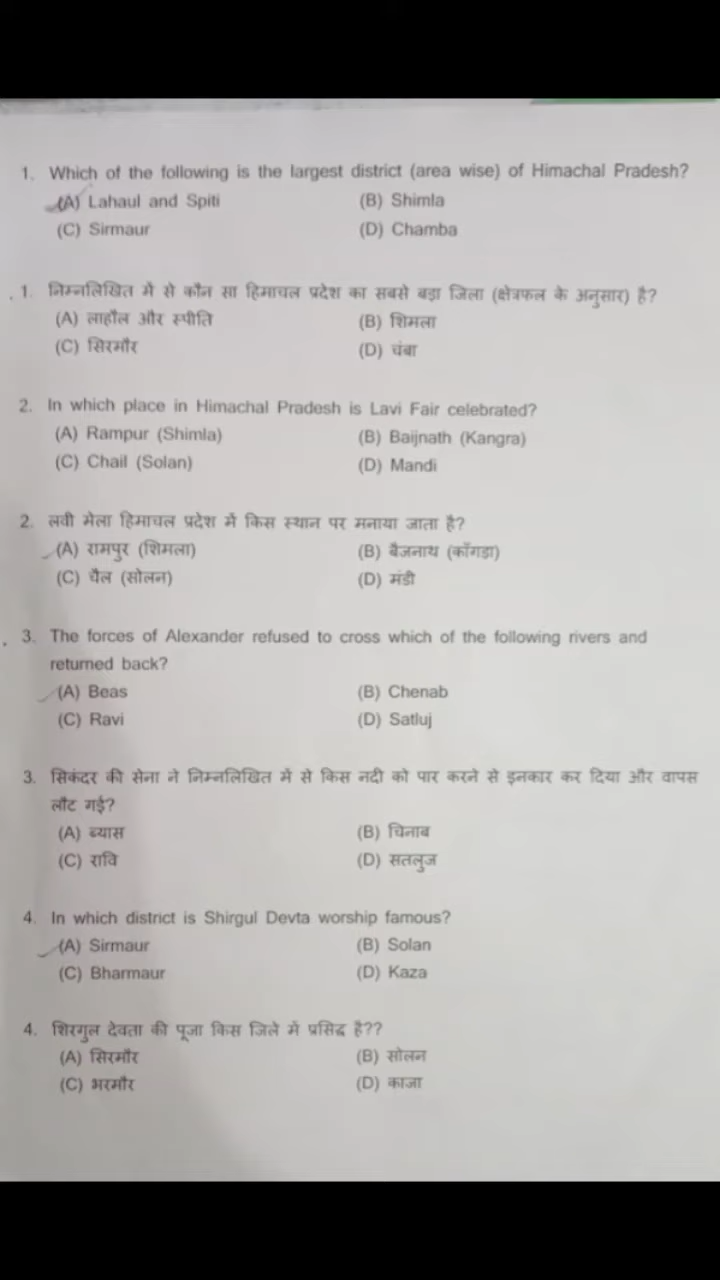 1. Which of the following is the largest district (area wise) of Himachal Pradesh?
(A) Lahaul and Spiti (B) Shimla
(C) Sirmaur (D) Chamba
1. निम्नलिखित में से कौन सा हिमाचल प्रदेश का सबसे बड़ा जिला (क्षेत्रफल के अनुसार) है?
(A) लाहौल और स्पीति (B) शिमला
(C) सिरमौर (D) चंबा
2. In which place in Himachal Pradesh is Lavi Fair celebrated?
(A) Rampur (Shimla) (B) Baijnath (Kangra)
(C) Chail (Solan) (D) Mandi
2. लवी मेला हिमाचल प्रदेश में किस स्थान पर मनाया जाता है?
(A) रामपुर (शिमला) (B) बैजनाथ (काँगडा)
(C) चैल (सोलन) (D) मंडी
3. The forces of Alexander refused to cross which of the following rivers and
returned back?
(A) Beas (B) Chenab
(C) Ravi (D) Satluj
3. सिकंदर की सेना ने निम्नलिखित में से किस नदी को पार करने से इनकार कर दिया और वापस
लौट गई?
(A) ब्यास (B) चिनाब
(C) रावि (D) सतलुज
4. In which district is Shirgul Devta worship famous?
(A) Sirmaur (B) Solan
(C) Bharmaur (D) Kaza
4. शिरगुल देवता की पूजा किस जिले में प्रसिद्ध है??
(A) सिरमौर (B) सोलन
(C) भरमौर (D) काजा